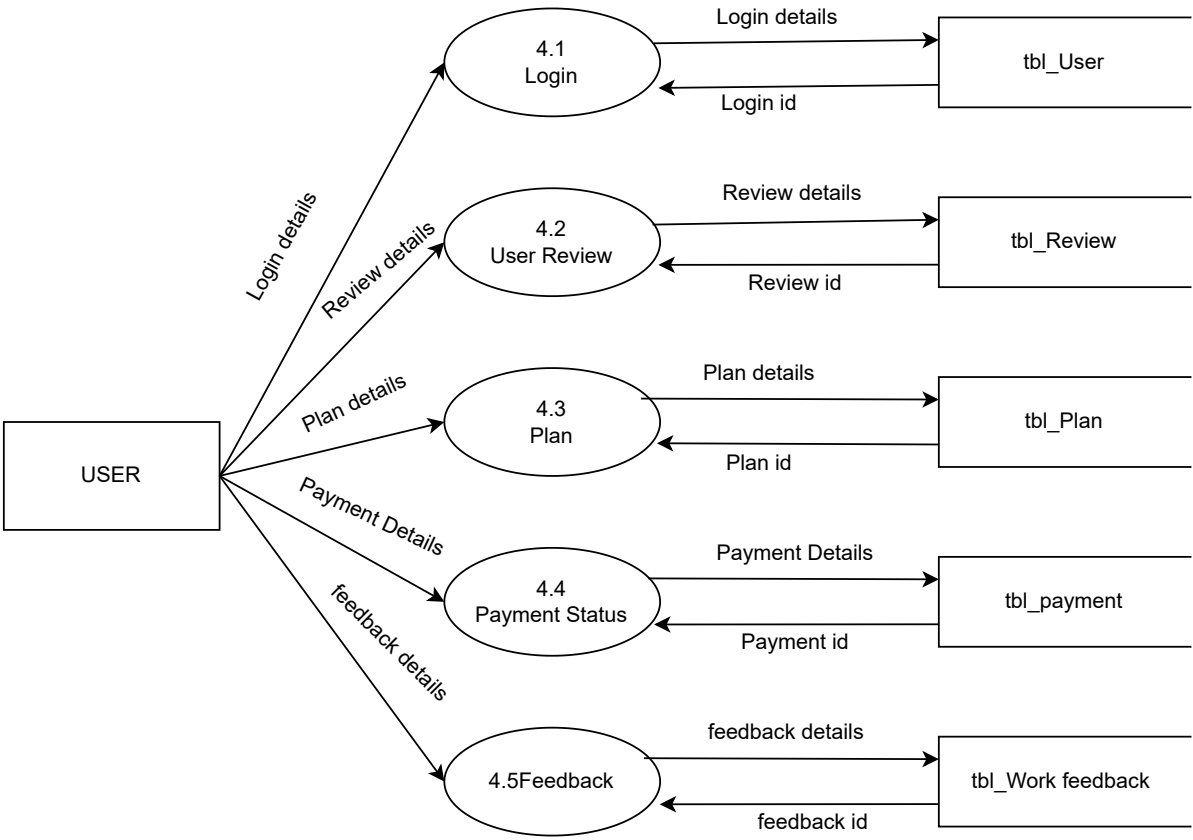 Login details
4.1
Login
tbl_User
Login id
Login details
Review details
4.2
User Review
tbl_Review
Review details
Review id
Plan details
Plan details
4.3
Plan
tbl_Plan
Plan id
USER
Payment Details
Payment Details
4.4
Payment Status
tbl_payment
Payment id
feedback details
feedback details
4.5Feedback
tbl_Work feedback
feedback id